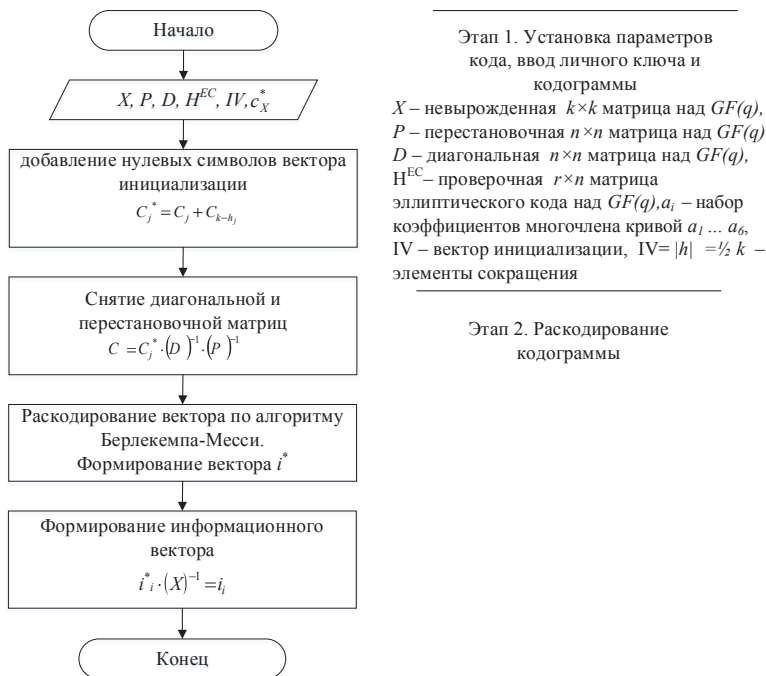 Начало
X, P, D, H^EC, IV, c*_X
добавление нулевых символов вектора
инициализации
C_j^* = C_j + C_{k-h_j}
Снятие диагональной и
перестановочной матриц
C = C_j^* · (D)^{-1} · (P)^{-1}
Раскодирование вектора по алгоритму
Берлекемпа-Месси.
Формирование вектора i^*
Формирование информационного
вектора
i^*_i · (X)^{-1} = i_i
Конец
Этап 1. Установка параметров
кода, ввод личного ключа и
кодограммы
X – невырожденная k×k матрица над GF(q),
P – перестановочная n×n матрица над GF(q)
D – диагональная n×n матрица над GF(q),
H^EC – проверочная r×n матрица
эллиптического кода над GF(q), a_i – набор
коэффициентов многочлена кривой a_1 ... a_6,
IV – вектор инициализации, IV= |h| =½ k –
элементы сокращения
Этап 2. Раскодирование
кодограммы